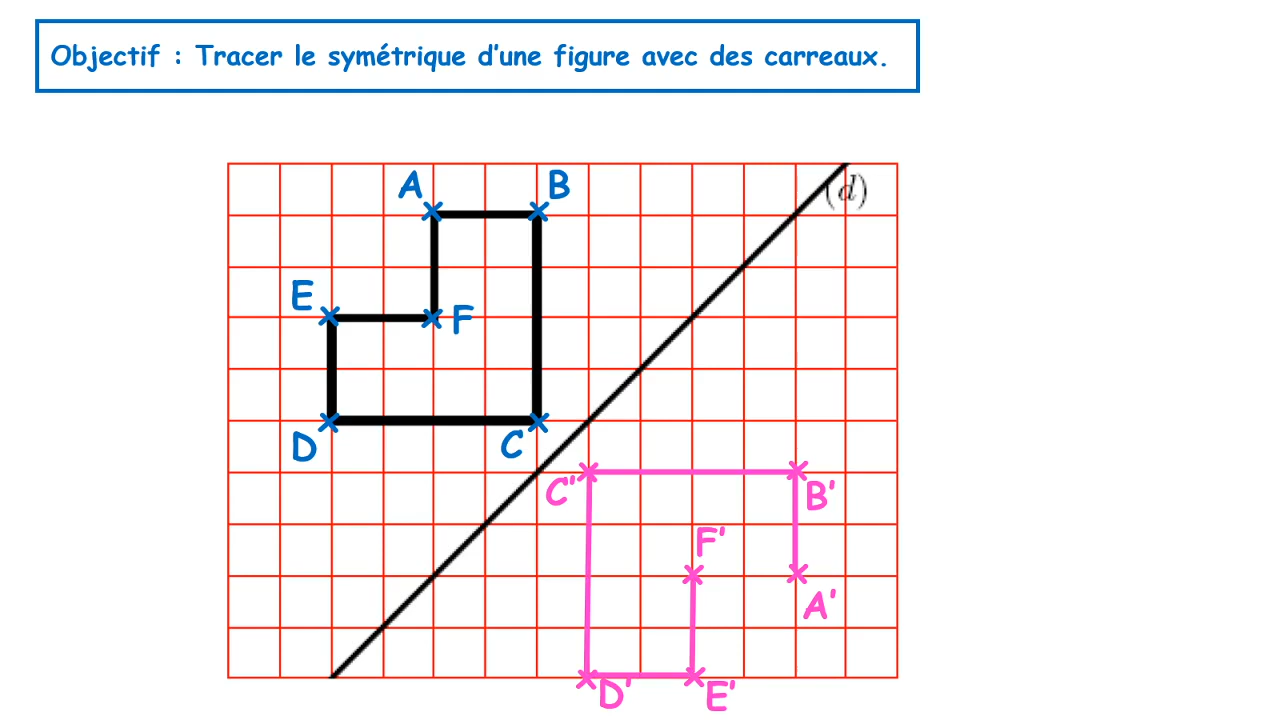 Objectif : Tracer le symétrique d'une figure avec des carreaux.
A B (d)
E F
D C
C' B'
F'
A'
D' E'